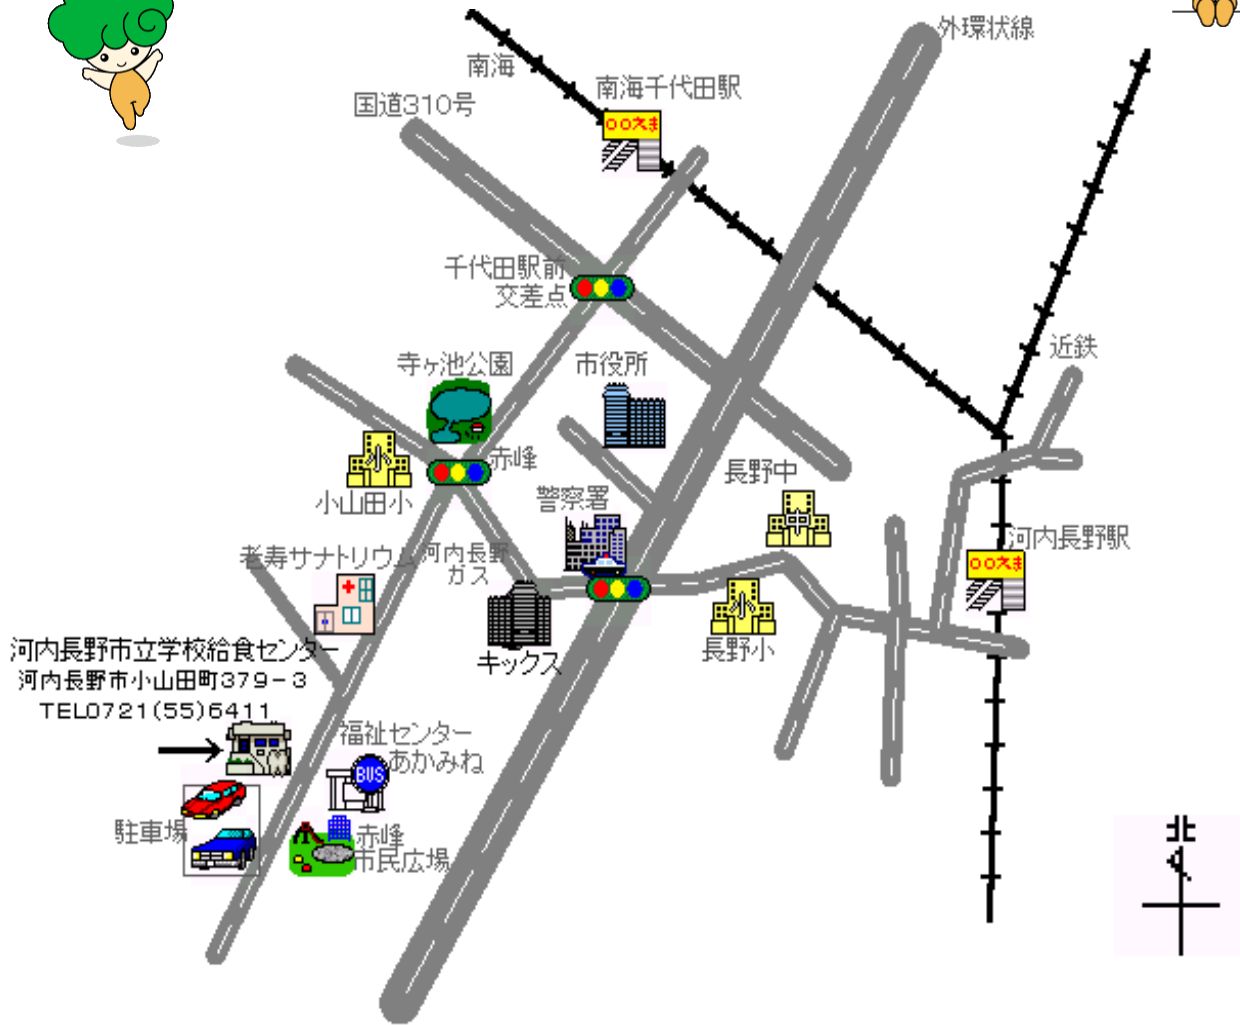 外環状線
南海
南海千代田駅
国道310号
○○えき
千代田駅前
交差点
近鉄
寺ヶ池公園
市役所
赤峰
長野中
小
小山田小
警察署
中
河内長野駅
老寿サナトリウム
河内長野
ガス
○○えき
小
長野小
河内長野市立学校給食センター
キックス
河内長野市小山田町379-3
TEL0721(55)6411
福祉センター
あかみね
BUS
駐車場
赤峰
市民広場
北